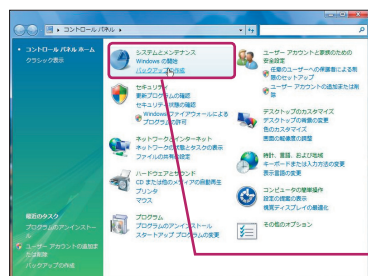 コントロール パネル
コントロール パネル ホーム
クラシック表示
システムとメンテナンス
Windows の開始
バックアップの作成
セキュリティ
更新プログラムの確認
セキュリティ状態の確認
Windows ファイアウォールによる
プログラムの許可
ネットワークとインターネット
ネットワークの状態とタスクの表示
ファイルの共有の設定
ハードウェアとサウンド
CD または他のメディアの自動再生
プリンタ
マウス
プログラム
プログラムのアンインストール
スタートアップ プログラムの変更
ユーザー アカウントと家族のための
安全設定
任意のユーザーへの保護者による制
限のセットアップ
ユーザー アカウントの追加または削
除
デスクトップのカスタマイズ
デスクトップの背景の変更
色のカスタマイズ
画面の解像度の調整
時計、言語、および地域
キーボードまたは入力方法の変更
表示言語の変更
コンピュータの簡単操作
設定の提案の表示
視覚ディスプレイの最適化
その他のオプション
最近のタスク
プログラムのアンインストー
ル
ユーザー アカウントの追加ま
たは削除
バックアップの作成